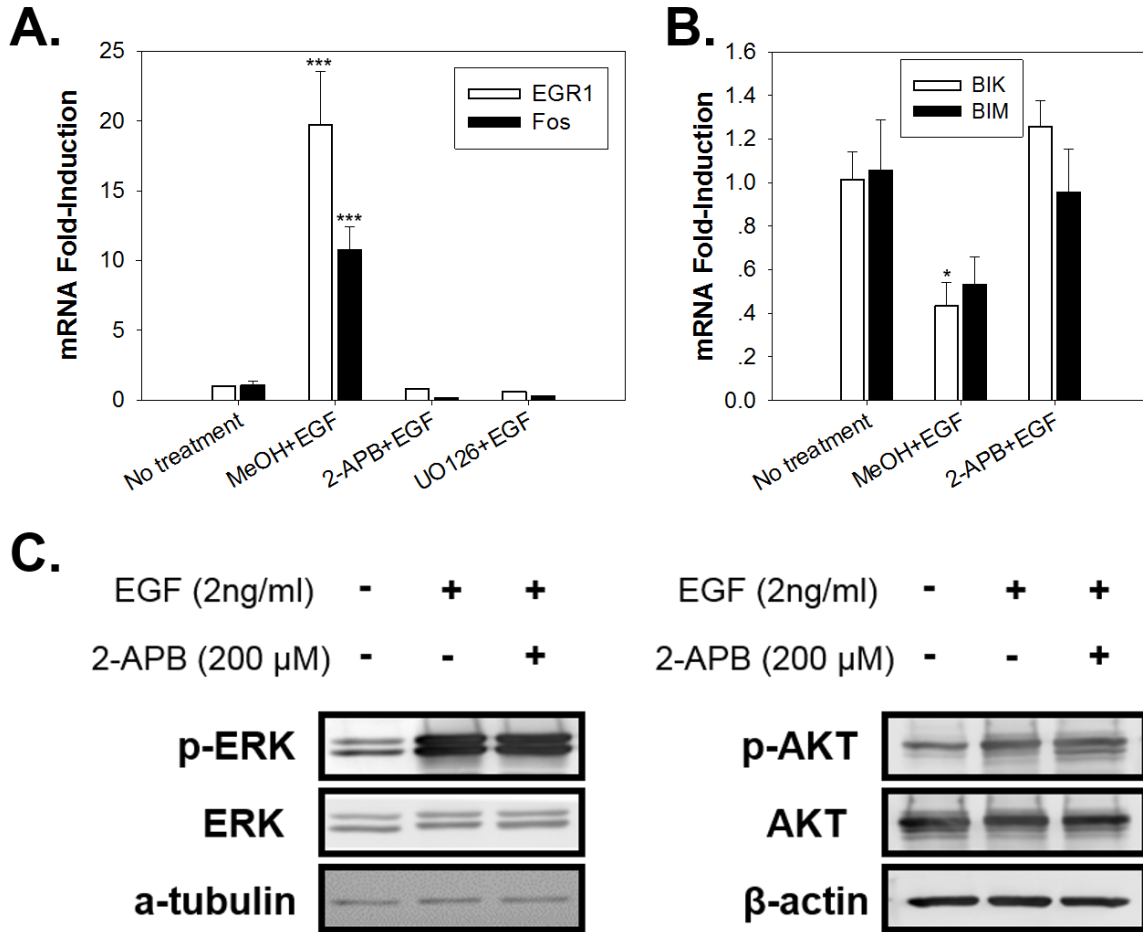 A.
25
20
15
10
5
0
mRNA Fold-Induction
***
***
EGR1
Fos
No treatment
MeOH+EGF
2-APB+EGF
UO126+EGF
B.
1.6
1.4
1.2
1.0
.8
.6
.4
.2
0.0
mRNA Fold-Induction
*
BIK
BIM
No treatment
MeOH+EGF
2-APB+EGF
C.
EGF (2ng/ml) - + +
2-APB (200 µM) - - +
p-ERK
ERK
a-tubulin
EGF (2ng/ml) - + +
2-APB (200 µM) - - +
p-AKT
AKT
β-actin